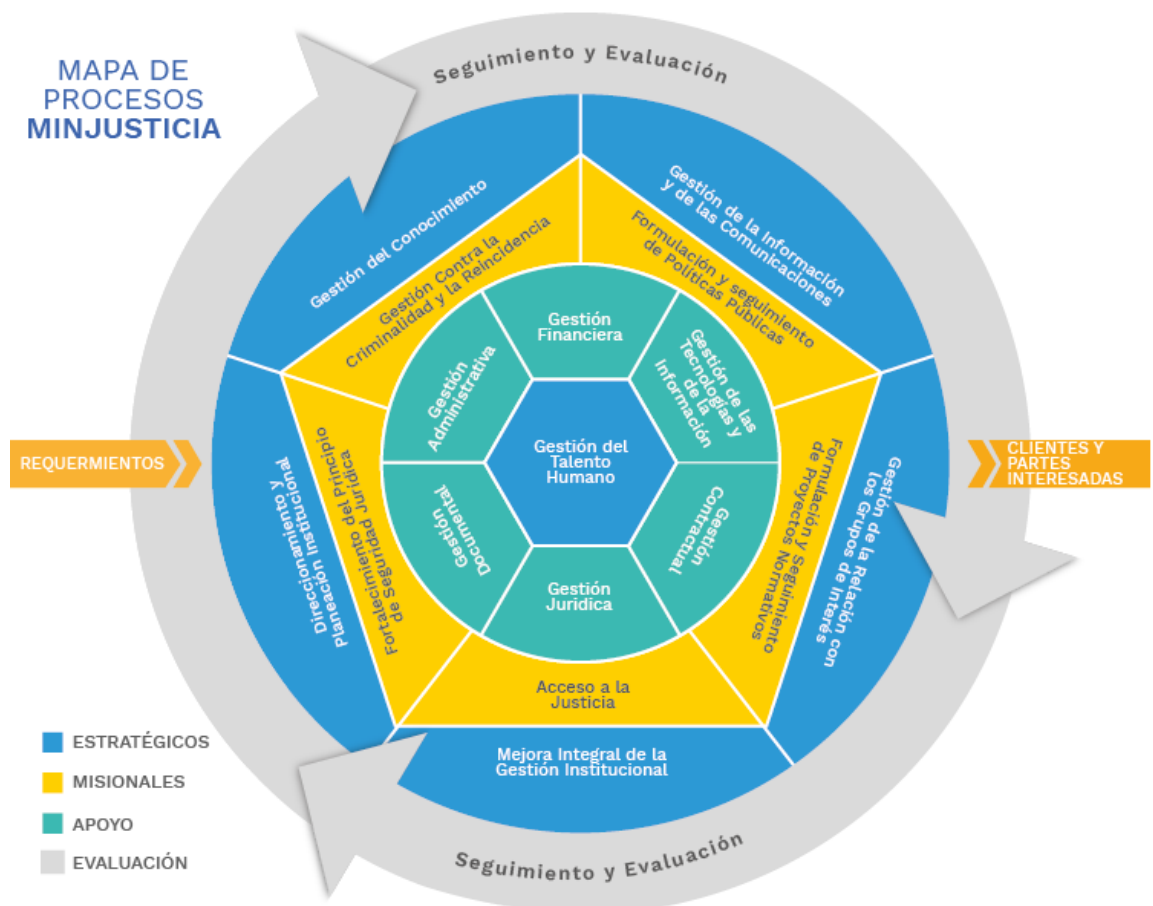 MAPA DE
PROCESOS
MINJUSTICIA
Seguimiento y Evaluación
Gestión del Conocimiento
Gestión de la Información
y de las Comunicaciones
Gestión Contra la
Criminalidad y la Reincidencia
Formulación y seguimiento
de Políticas Públicas
Gestión
Financiera
Gestión
Administrativa
Gestión de las
Tecnologías y
de la
Información
Gestión del
Talento
Humano
REQUERMIENTOS
CLIENTES Y
PARTES
INTERESADAS
Direccionamiento y
Planeación Institucional
Fortalecimiento del Principio
de Seguridad Jurídica
Gestión
Documental
Gestión
Contractual
Formulación y Seguimiento
de Proyectos Normativos
Gestión de la Relación con
los Grupos de Interés
Gestión
Jurídica
Acceso a la
Justicia
Mejora Integral de la
Gestión Institucional
ESTRATÉGICOS
MISIONALES
APOYO
EVALUACIÓN
Seguimiento y Evaluación